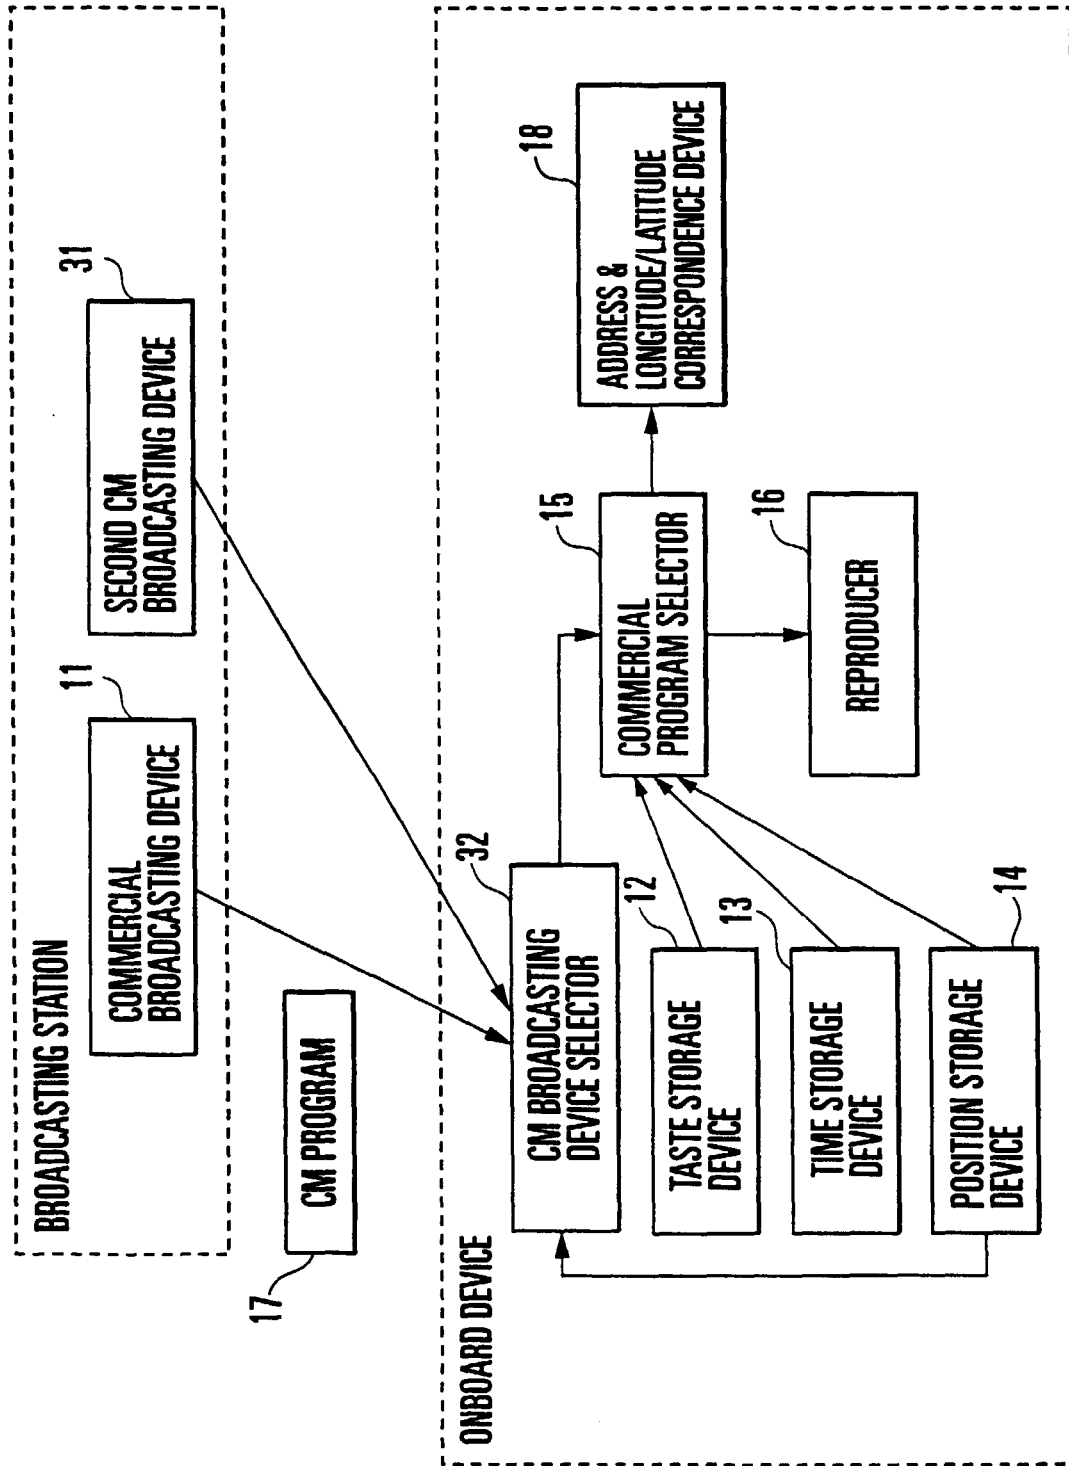 BROADCASTING STATION
COMMERCIAL
BROADCASTING DEVICE
11
SECOND CM
BROADCASTING DEVICE
31
17
CM PROGRAM
ONBOARD DEVICE
CM BROADCASTING
DEVICE SELECTOR
32
TASTE STORAGE
DEVICE
12
TIME STORAGE
DEVICE
13
POSITION STORAGE
DEVICE
14
COMMERCIAL
PROGRAM SELECTOR
15
REPRODUCER
16
ADDRESS &
LONGITUDE/LATITUDE
CORRESPONDENCE DEVICE
18